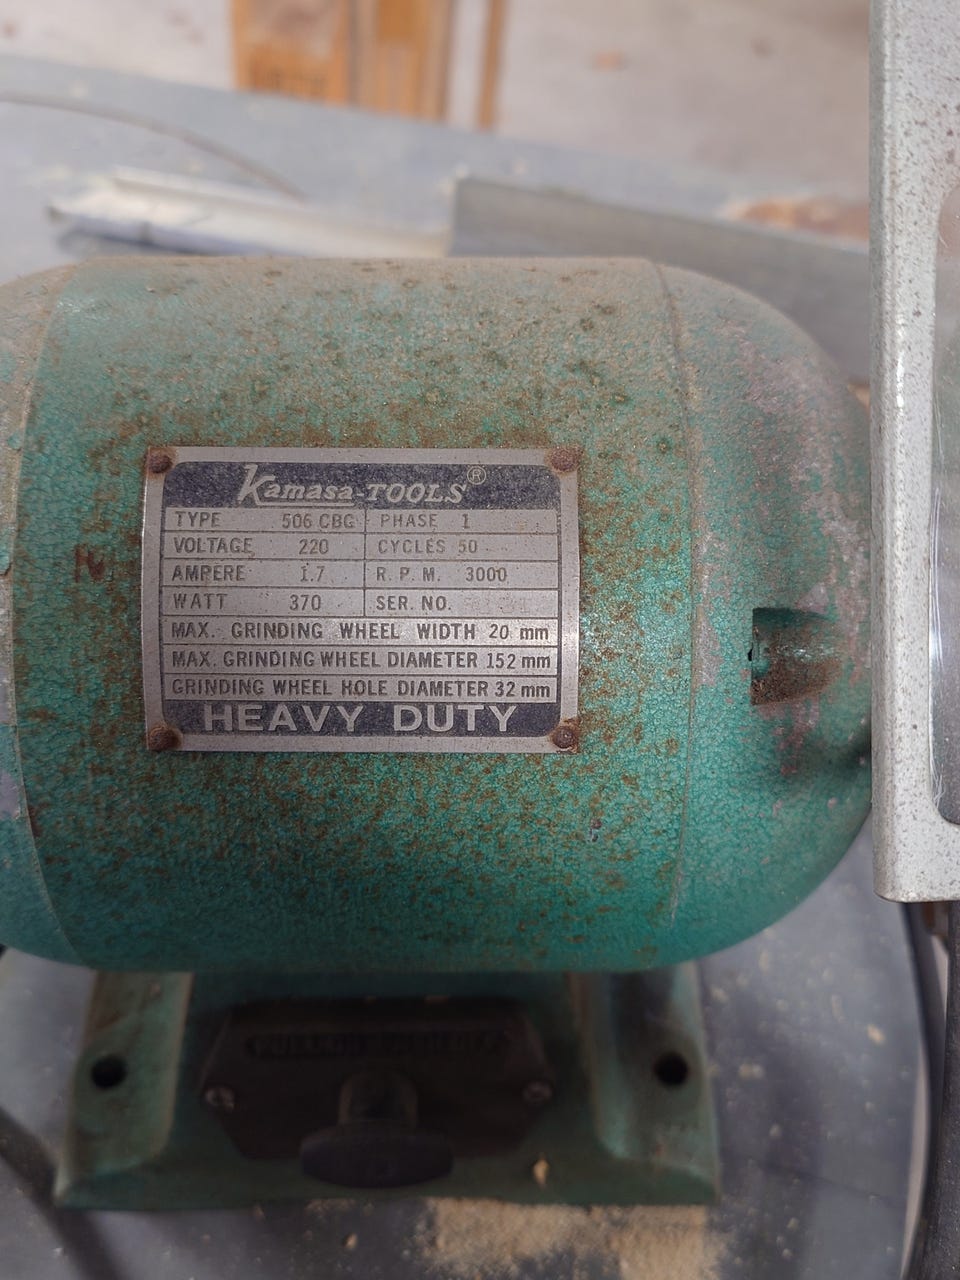 Kamasa-TOOLS®
TYPE 506 CBG PHASE 1
VOLTAGE 220 CYCLES 50
AMPERE 1.7 R. P. M. 3000
WATT 370 SER. NO.
MAX. GRINDING WHEEL WIDTH 20 mm
MAX. GRINDING WHEEL DIAMETER 152 mm
GRINDING WHEEL HOLE DIAMETER 32 mm
HEAVY DUTY